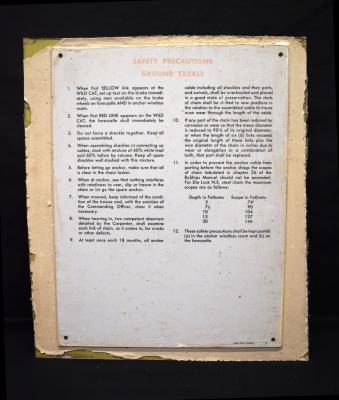 SAFETY PRECAUTIONS
GROUND TACKLE
1. When first YELLOW link appears at the
WILD CAT, set up taut on the brake immedi-
ately, using men available on the brake
wheels on forecastle AND in anchor windlass
room.
2. When first RED LINK appears on the WILD
CAT, the forecastle shall immediately be
cleared.
3. Do not force a shackle together. Keep all
spares assembled.
4. When assembling shackles in connecting up
cables, slush with mixture of 40% white lead
and 60% tallow by volume. Keep all spare
shackles well slushed with this mixture.
5. Before letting go anchor, make sure that all
is clear in the chain locker.
6. When at anchor, see that nothing interferes
with readiness to veer, slip or heave in the
chain or let go the spare anchor.
7. When moored, keep informed of the condi-
tion of the hawse and, with the sanction of
the Commanding Officer, clear it when
necessary.
8. When heaving in, two competent observers
detailed by the Carpenter, shall examine
each link of chain, as it comes in, for cracks
or other defects.
9. At least once each 18 months, all anchor
cable including all shackles and their parts,
and swivels, shall be overhauled and placed
in a good state of preservation. The shots
of chain shall be shifted to new positions in
the relation to the assembled cable to insure
even wear through the length of the cable.
10. If any part of the chain has been reduced by
corrosion or wear so that the mean diameter
is reduced to 90% of its original diameter,
or when the length of six (6) links exceeds
the original length of these links plus the
wire diameter of the chain in inches due to
wear or elongation or a combination of
both, that part shall be replaced.
11. In order to prevent the anchor cable from
parting before the anchor drags the scopes
of chain tabulated in chapter 26 of the
BuShips Manual should not be exceeded.
For Die Lock N.E. steel chain the maximum
scopes are as follows:
Depth in Fathoms Scope in Fathoms
5 74
7½ 90
10 104
15 127
20 146
12. These safety precautions shall be kept posted
(a) in the anchor windlass room and (b) on
the forecastle.